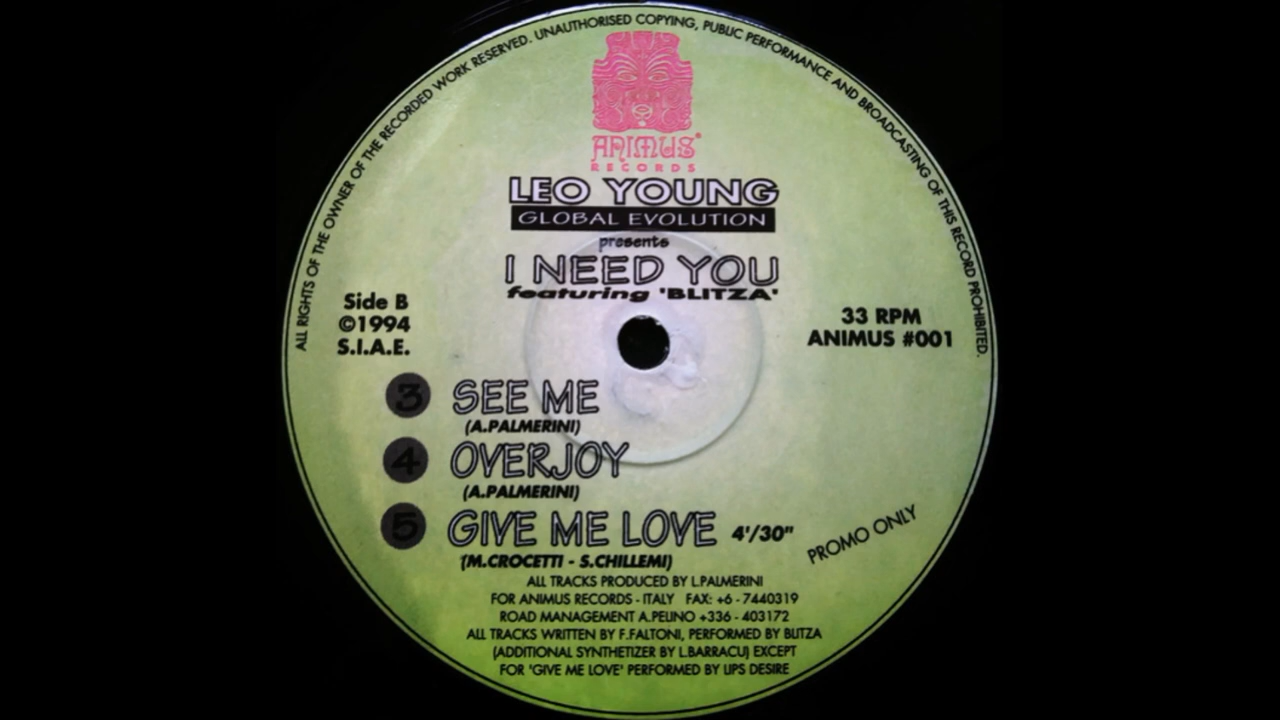 ALL RIGHTS OF THE OWNER OF THE RECORDED WORK RESERVED. UNAUTHORISED COPYING, PUBLIC PERFORMANCE AND BROADCASTING OF THIS RECORD PROHIBITED.
ANIMUS®
RECORDS
LEO YOUNG
GLOBAL EVOLUTION
presents
I NEED YOU
featuring 'BLITZA'
Side B
©1994
S.I.A.E.
33 RPM
ANIMUS #001
3 SEE ME
(A.PALMERINI)
4 OVERJOY
(A.PALMERINI)
5 GIVE ME LOVE 4'/30"
(M.CROCETTI - S.CHILLEMI)
PROMO ONLY
ALL TRACKS PRODUCED BY L.PALMERINI
FOR ANIMUS RECORDS - ITALY FAX: +6 - 7440319
ROAD MANAGEMENT A.PELINO +336 - 403172
ALL TRACKS WRITTEN BY F.FALTONI, PERFORMED BY BLITZA
(ADDITIONAL SYNTHETIZER BY L.BARRACU) EXCEPT
FOR 'GIVE ME LOVE' PERFORMED BY LIPS DESIRE